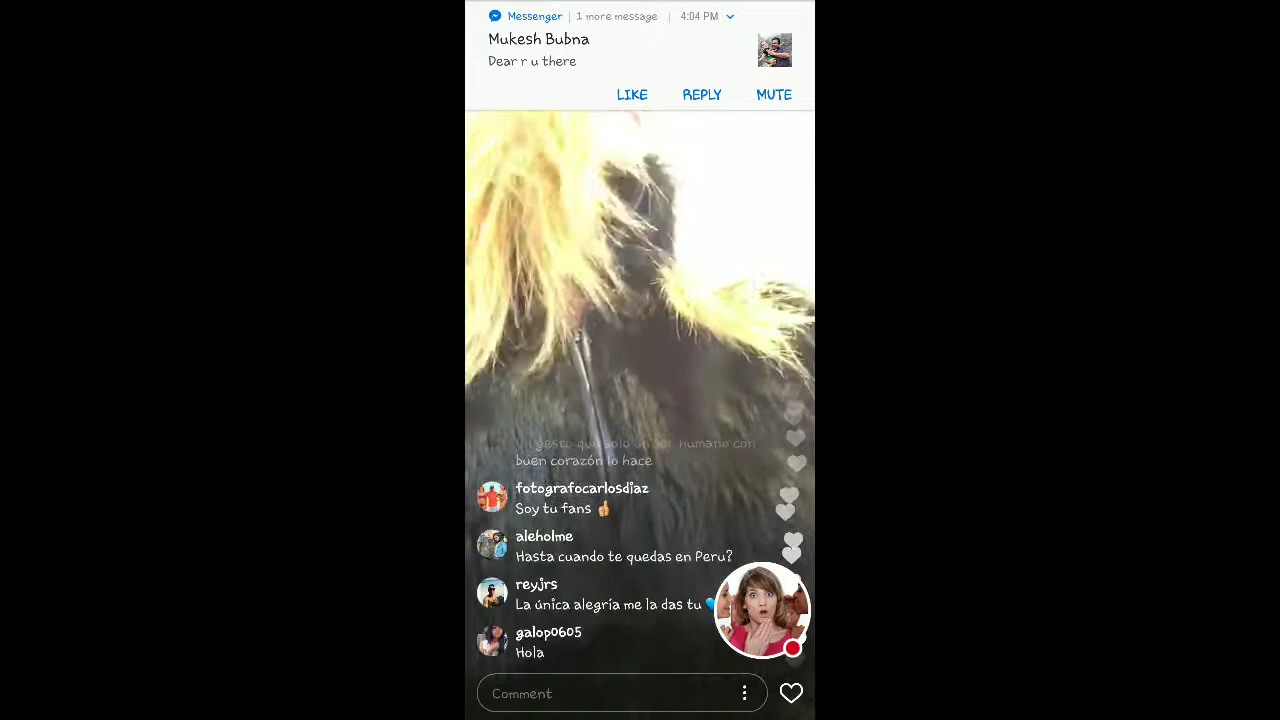 Messenger | 1 more message | 4:04 PM
Mukesh Bubna
Dear r u there
LIKE REPLY MUTE
humano con
buen corazón lo hace
fotografocarlosdiaz
Soy tu fans 👍
aleholme
Hasta cuando te quedas en Peru?
reyjrs
La única alegría me la das tu 💙
galop0605
Hola
Comment